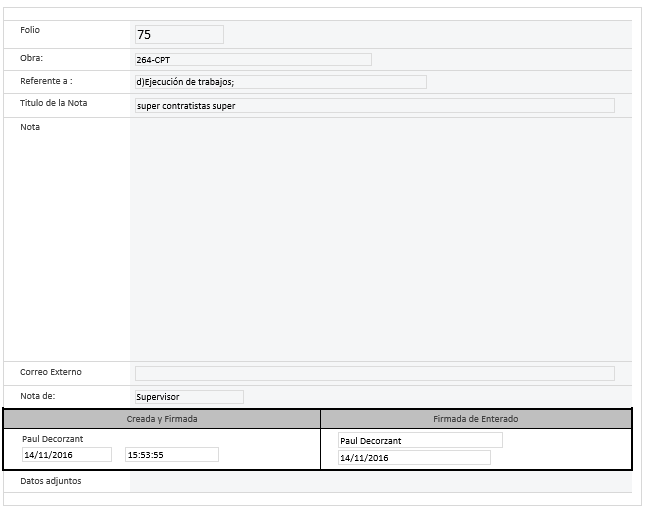 Folio 75
Obra: 264-CPT
Referente a : d)Ejecución de trabajos;
Titulo de la Nota super contratistas super
Nota
Correo Externo
Nota de: Supervisor
Creada y Firmada Firmada de Enterado
Paul Decorzant Paul Decorzant
14/11/2016 15:53:55 14/11/2016
Datos adjuntos